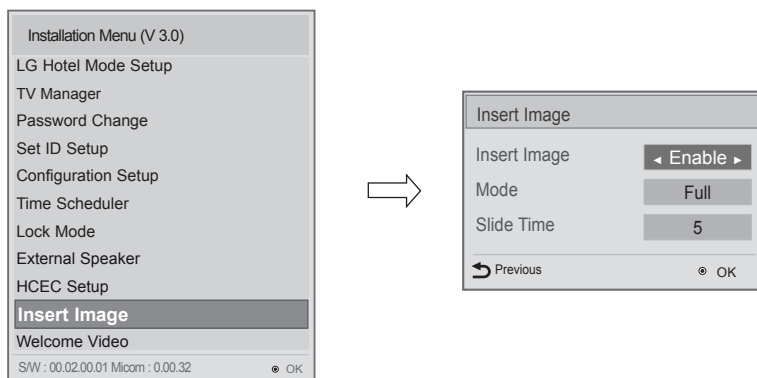 Installation Menu (V 3.0)
LG Hotel Mode Setup
TV Manager
Password Change
Set ID Setup
Configuration Setup
Time Scheduler
Lock Mode
External Speaker
HCEC Setup
Insert Image
Welcome Video
S/W : 00.02.00.01 Micom : 0.00.32 ◉ OK
Insert Image
Insert Image ◂ Enable ▸
Mode Full
Slide Time 5
Previous ◉ OK